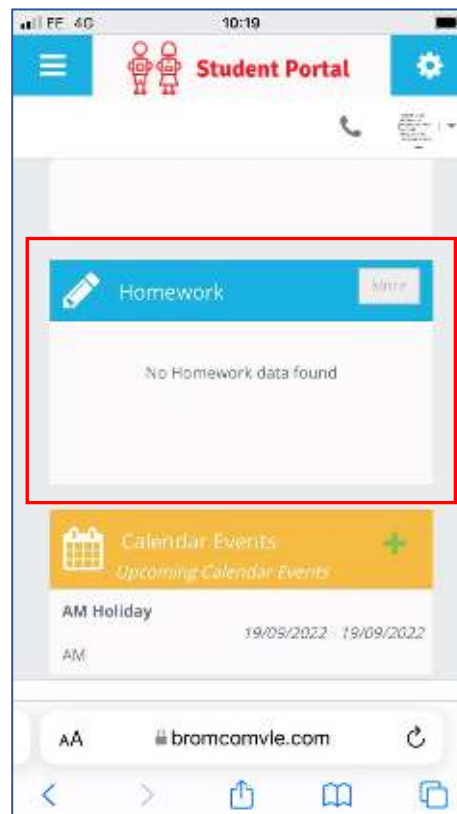 EE 4G 10:19
Student Portal
Homework More
No Homework data found
Calendar Events
Upcoming Calendar Events
AM Holiday
19/09/2022 - 19/09/2022
AM
AA bromcomvle.com